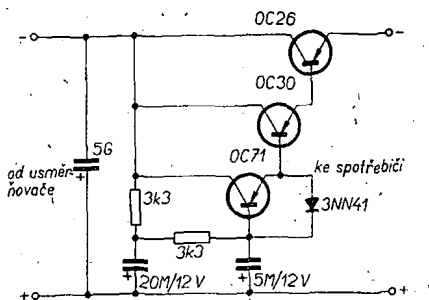 OC26
OC30
OC71
5G
od usměr-
ňovače
ke spotřebiči
3k3
3NN41
3k3
20M/12V
5M/12V